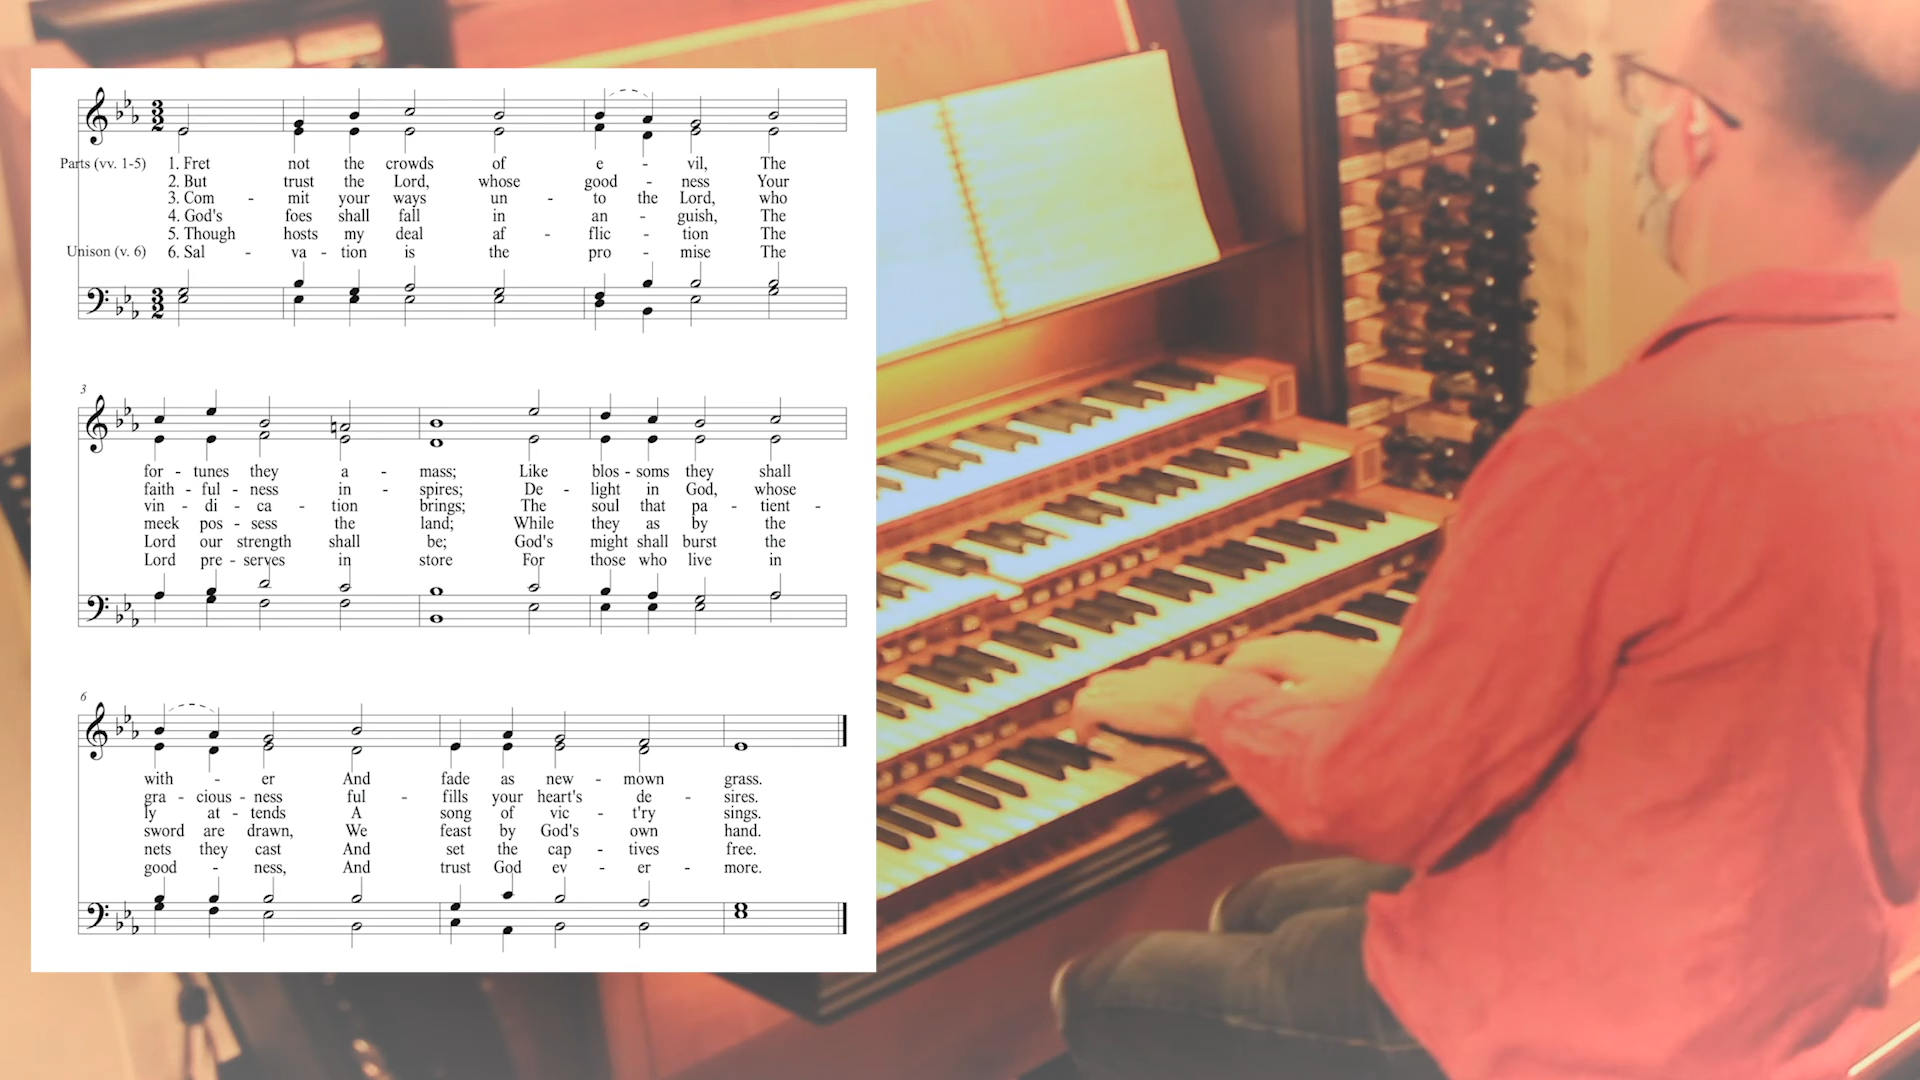 Parts (vv. 1-5) 1. Fret not the crowds of e - vil, The
2. But trust the Lord, whose good - ness Your
3. Com - mit your ways un - to the Lord, who
4. God's foes shall fall in an - guish, The
5. Though hosts my deal af - flic - tion The
Unison (v. 6) 6. Sal - va - tion is the pro - mise The
3
for - tunes they a - mass; Like blos - soms they shall
faith - ful - ness in - spires; De - light in God, whose
vin - di - ca - tion brings; The soul that pa - tient -
meek pos - sess the land; While they as by the
Lord our strength shall be; God's might shall burst the
Lord pre - serves in store For those who live in
6
with - er And fade as new - mown grass.
gra - cious - ness ful - fills your heart's de - sires.
ly at - tends A song of vic - t'ry sings.
sword are drawn, We feast by God's own hand.
nets they cast And set the cap - tives free.
good - ness, And trust God ev - er - more.